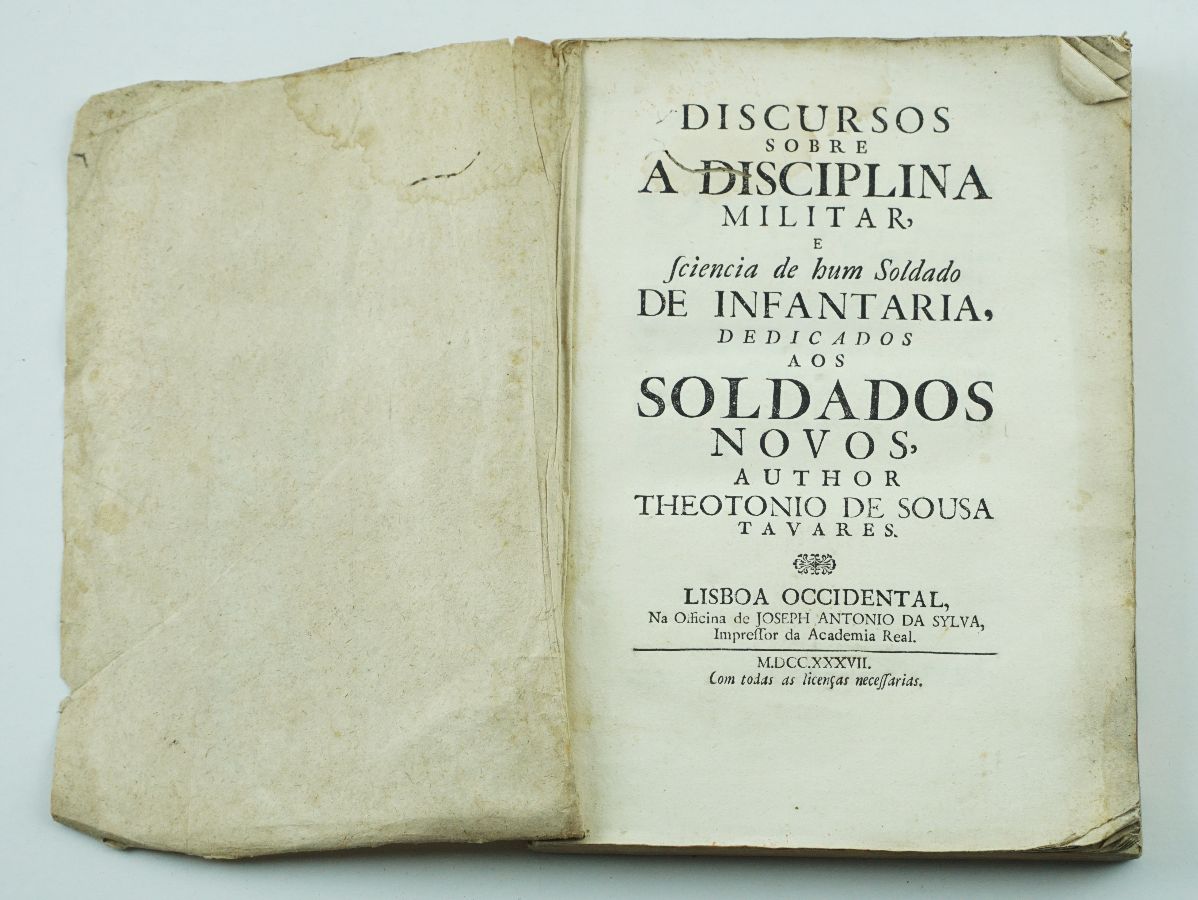 DISCURSOS
SOBRE
A DISCIPLINA
MILITAR,
E
ſciencia de hum Soldado
DE INFANTARIA,
DEDICADOS
AOS
SOLDADOS
NOVOS,
AUTHOR
THEOTONIO DE SOUSA
TAVARES.
LISBOA OCCIDENTAL,
Na Officina de JOSEPH ANTONIO DA SYLVA,
Impreſſor da Academia Real.
M.DCC.XXXVII.
Com todas as licenças neceſſarias.